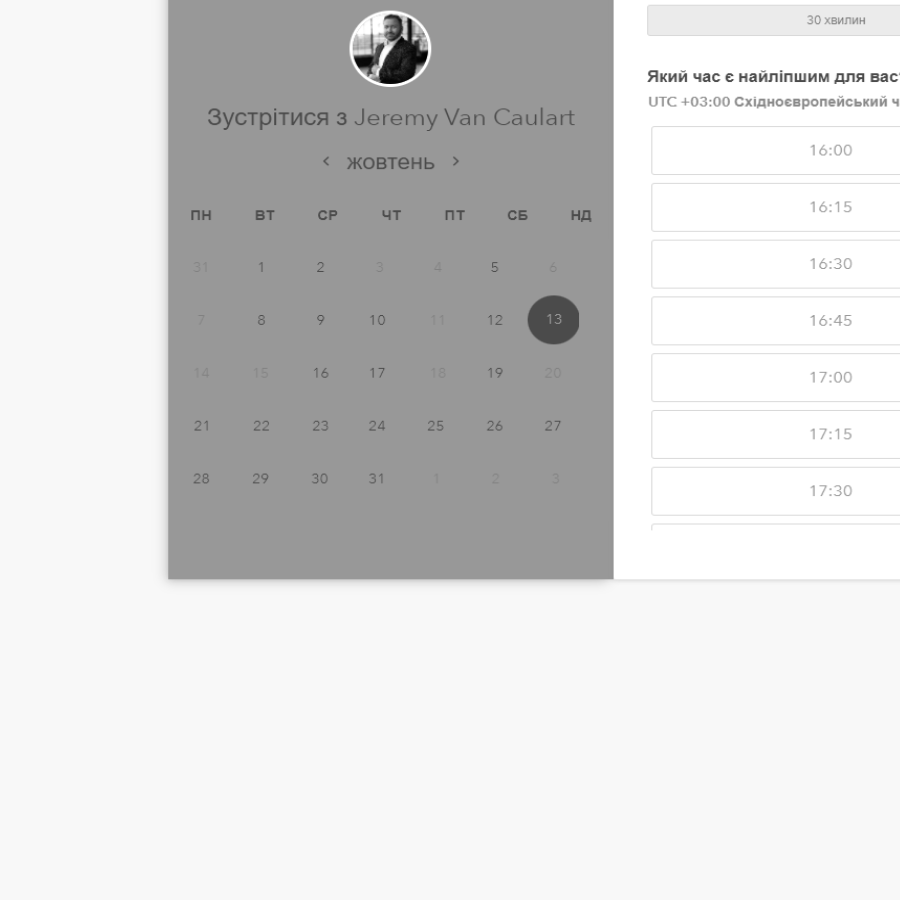 Зустрітися з Jeremy Van Caulart
жовтень
ПН ВТ СР ЧТ ПТ СБ НД
31 1 2 3 4 5 6
7 8 9 10 11 12 13
14 15 16 17 18 19 20
21 22 23 24 25 26 27
28 29 30 31 1 2 3
30 хвилин
Який час є найліпшим для вас
UTC +03:00 Східноєвропейський
16:00
16:15
16:30
16:45
17:00
17:15
17:30